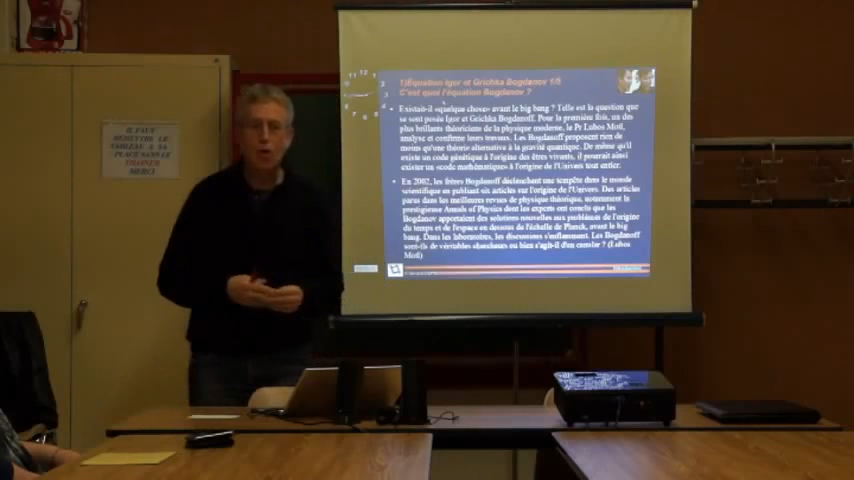 IL FAUT
REMETTRE LE
TABLEAU A SA
PLACE SANS LE
TRAINER
MERCI
11 12 1
2
3
1)Équation Igor et Grichka Bogdanov 1/5
C'est quoi l'équation Bogdanov ?
• Existait-il «quelque chose» avant le big bang ? Telle est la question que
se sont posée Igor et Grichka Bogdanov. Pour la première fois, un des
plus brillants théoriciens de la physique moderne, le Pr Lubos Motl,
analyse et confirme leurs travaux. Les Bogdanoff proposent rien de
moins qu'une théorie alternative à la gravité quantique. De même qu'il
existe un code génétique à l'origine des êtres vivants, il pourrait ainsi
exister un «code mathématique» à l'origine de l'Univers tout entier.
• En 2002, les frères Bogdanoff déclenchent une tempête dans le monde
scientifique en publiant six articles sur l'origine de l'Univers. Des articles
parus dans les meilleures revues de physique théorique, notamment la
prestigieuse Annals of Physics dont les experts ont conclu que les
Bogdanov apportaient des solutions nouvelles aux problèmes de l'origine
du temps et de l'espace en dessous de l'échelle de Planck, avant le big
bang. Dans les laboratoires, les discussions s'enflamment. Les Bogdanoff
sont-ils de véritables chercheurs ou bien s'agit-il d'un canular ? (Lubos
Motl)